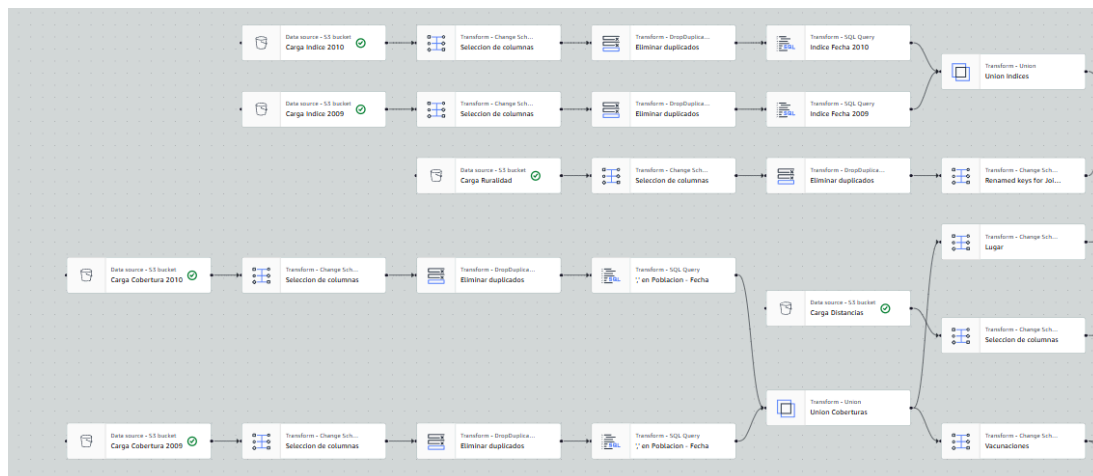 Data source - S3 bucket
Carga Indice 2010
Transform - Change Sch...
Seleccion de columnas
Transform - DropDuplica...
Eliminar duplicados
SQL
Transform - SQL Query
Indice Fecha 2010
Transform - Union
Union Indices
Data source - S3 bucket
Carga Indice 2009
Transform - Change Sch...
Seleccion de columnas
Transform - DropDuplica...
Eliminar duplicados
SQL
Transform - SQL Query
Indice Fecha 2009
Data source - S3 bucket
Carga Ruralidad
Transform - Change Sch...
Seleccion de columnas
Transform - DropDuplica...
Eliminar duplicados
Transform - Change Sch...
Renamed keys for Joi...
Transform - Change Sch...
Lugar
Data source - S3 bucket
Carga Cobertura 2010
Transform - Change Sch...
Seleccion de columnas
Transform - DropDuplica...
Eliminar duplicados
SQL
Transform - SQL Query
',' en Poblacion - Fecha
Data source - S3 bucket
Carga Distancias
Transform - Change Sch...
Seleccion de columnas
Transform - Union
Union Coberturas
Data source - S3 bucket
Carga Cobertura 2009
Transform - Change Sch...
Seleccion de columnas
Transform - DropDuplica...
Eliminar duplicados
SQL
Transform - SQL Query
',' en Poblacion - Fecha
Transform - Change Sch...
Vacunaciones